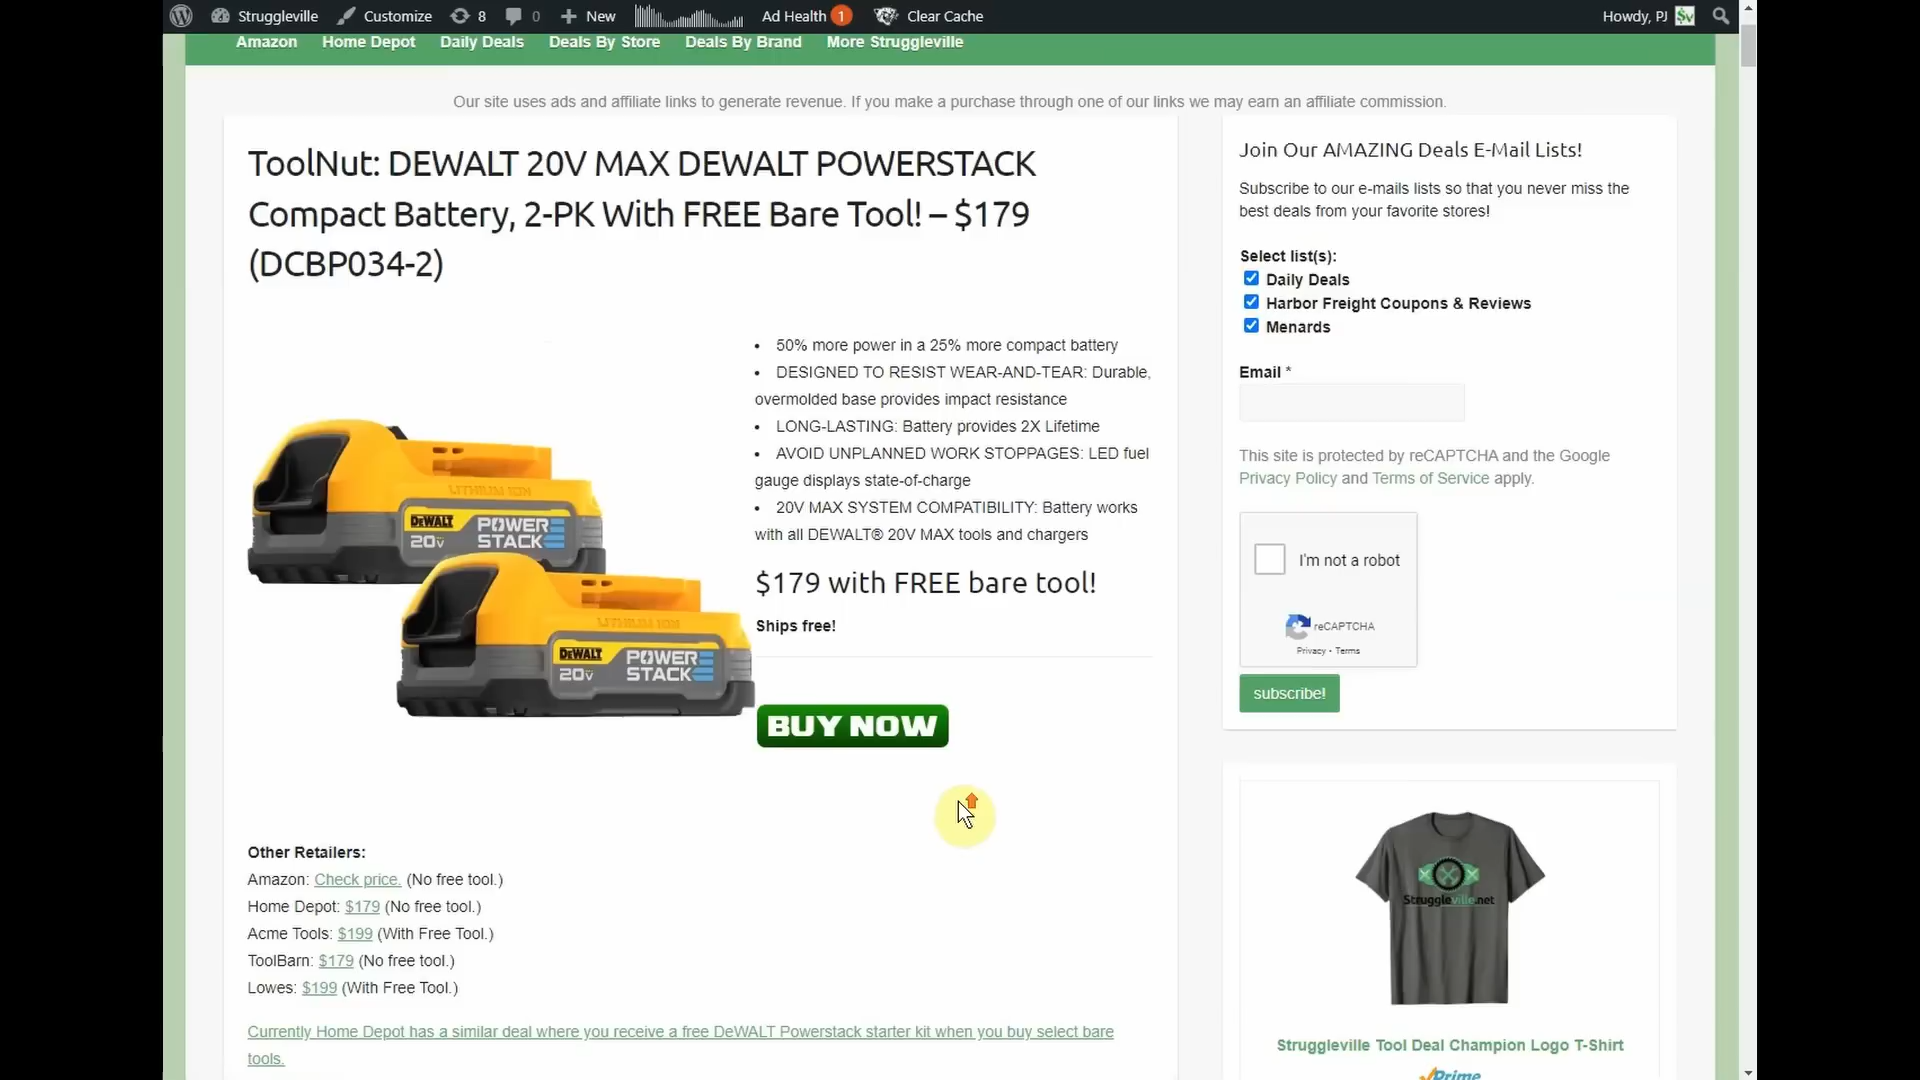 Struggleville Customize 8 0 New Ad Health 1 Clear Cache Howdy, PJ
Amazon Home Depot Daily Deals Deals By Store Deals By Brand More Struggleville
Our site uses ads and affiliate links to generate revenue. If you make a purchase through one of our links we may earn an affiliate commission.
ToolNut: DEWALT 20V MAX DEWALT POWERSTACK
Compact Battery, 2-PK With FREE Bare Tool! – $179
(DCBP034-2)
• 50% more power in a 25% more compact battery
• DESIGNED TO RESIST WEAR-AND-TEAR: Durable,
overmolded base provides impact resistance
• LONG-LASTING: Battery provides 2X Lifetime
• AVOID UNPLANNED WORK STOPPAGES: LED fuel
gauge displays state-of-charge
• 20V MAX SYSTEM COMPATIBILITY: Battery works
with all DEWALT® 20V MAX tools and chargers
LITHIUM ION
DEWALT
20V
POWER
STACK
LITHIUM ION
DEWALT
20V
POWER
STACK
$179 with FREE bare tool!
Ships free!
BUY NOW
Other Retailers:
Amazon: Check price. (No free tool.)
Home Depot: $179 (No free tool.)
Acme Tools: $199 (With Free Tool.)
ToolBarn: $179 (No free tool.)
Lowes: $199 (With Free Tool.)
Currently Home Depot has a similar deal where you receive a free DeWALT Powerstack starter kit when you buy select bare
tools.
Join Our AMAZING Deals E-Mail Lists!
Subscribe to our e-mails lists so that you never miss the
best deals from your favorite stores!
Select list(s):
Daily Deals
Harbor Freight Coupons & Reviews
Menards
Email *
This site is protected by reCAPTCHA and the Google
Privacy Policy and Terms of Service apply.
I'm not a robot
reCAPTCHA
Privacy • Terms
subscribe!
Struggleville.net
Struggleville Tool Deal Champion Logo T-Shirt
Prime